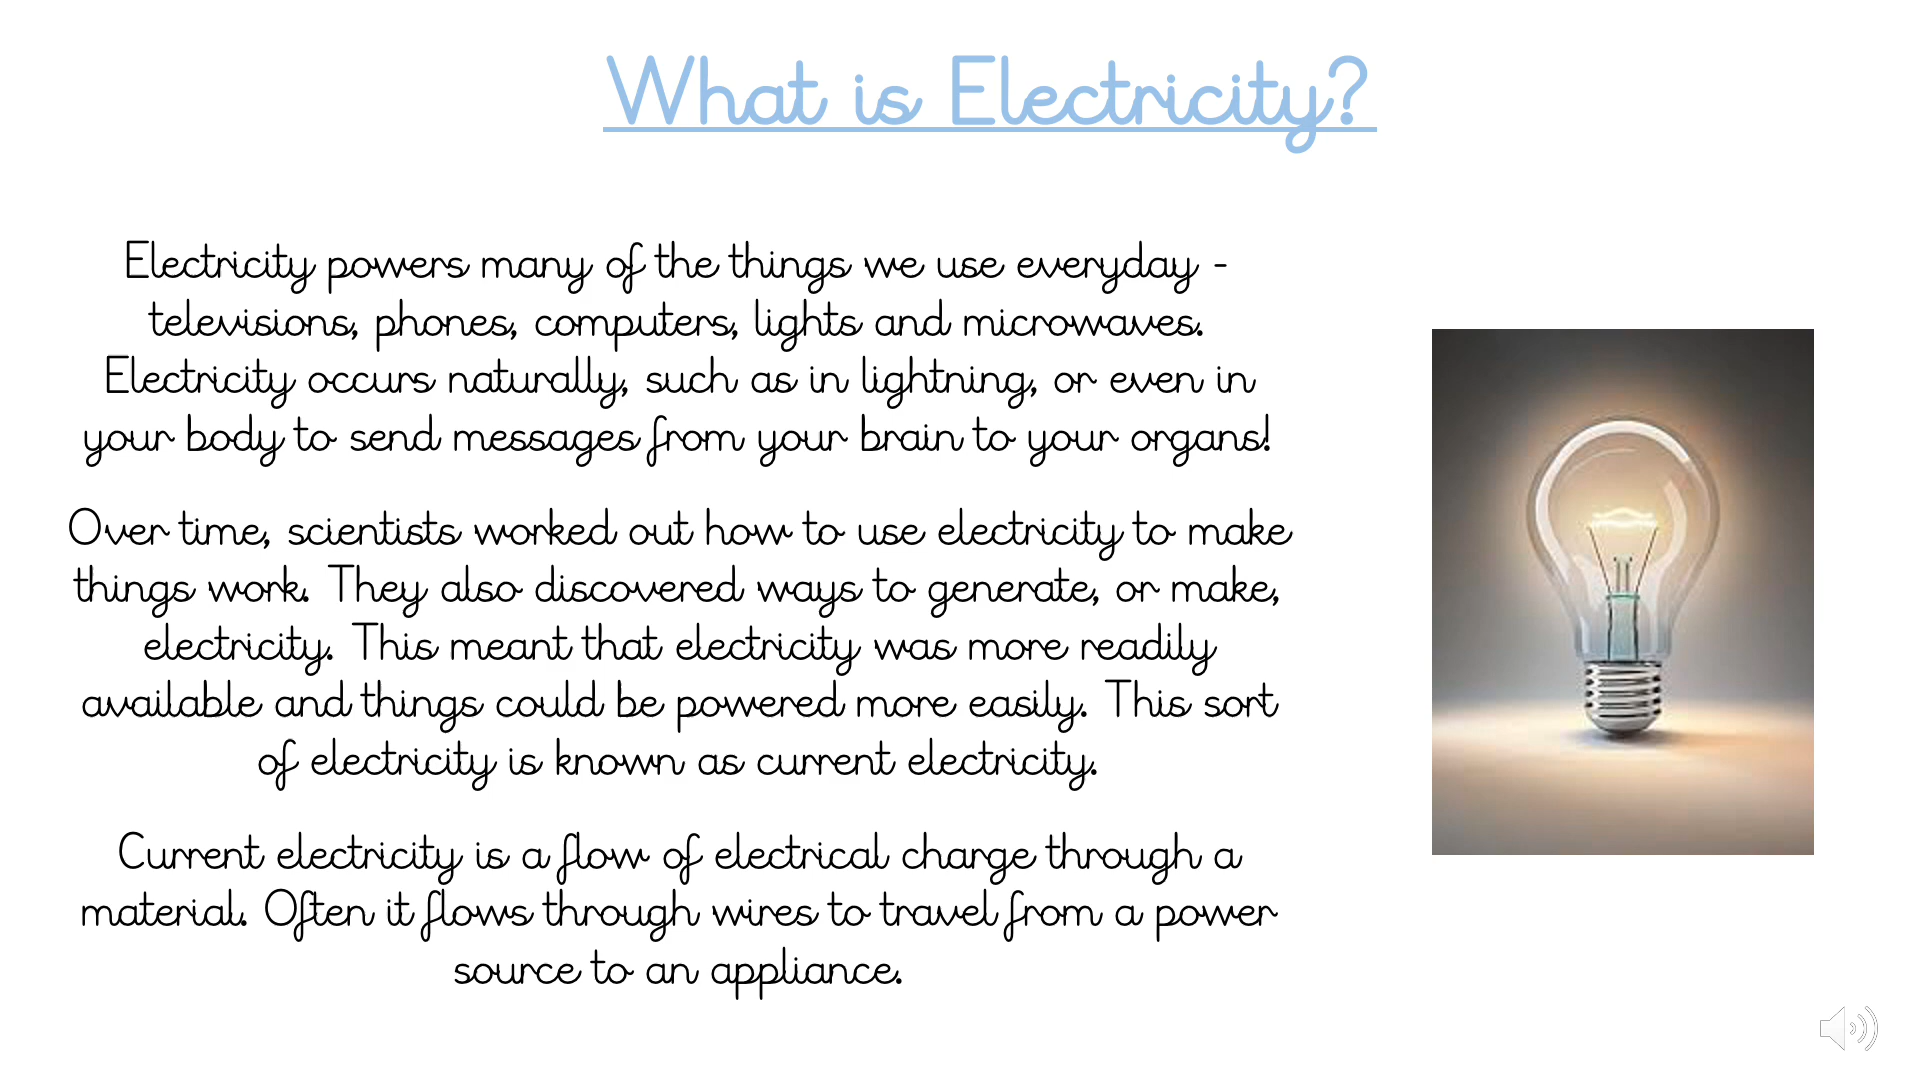 What is Electricity?
Electricity powers many of the things we use everyday -
televisions, phones, computers, lights and microwaves.
Electricity occurs naturally, such as in lightning, or even in
your body to send messages from your brain to your organs!
Over time, scientists worked out how to use electricity to make
things work. They also discovered ways to generate, or make,
electricity. This meant that electricity was more readily
available and things could be powered more easily. This sort
of electricity is known as current electricity.
Current electricity is a flow of electrical charge through a
material. Often it flows through wires to travel from a power
source to an appliance.